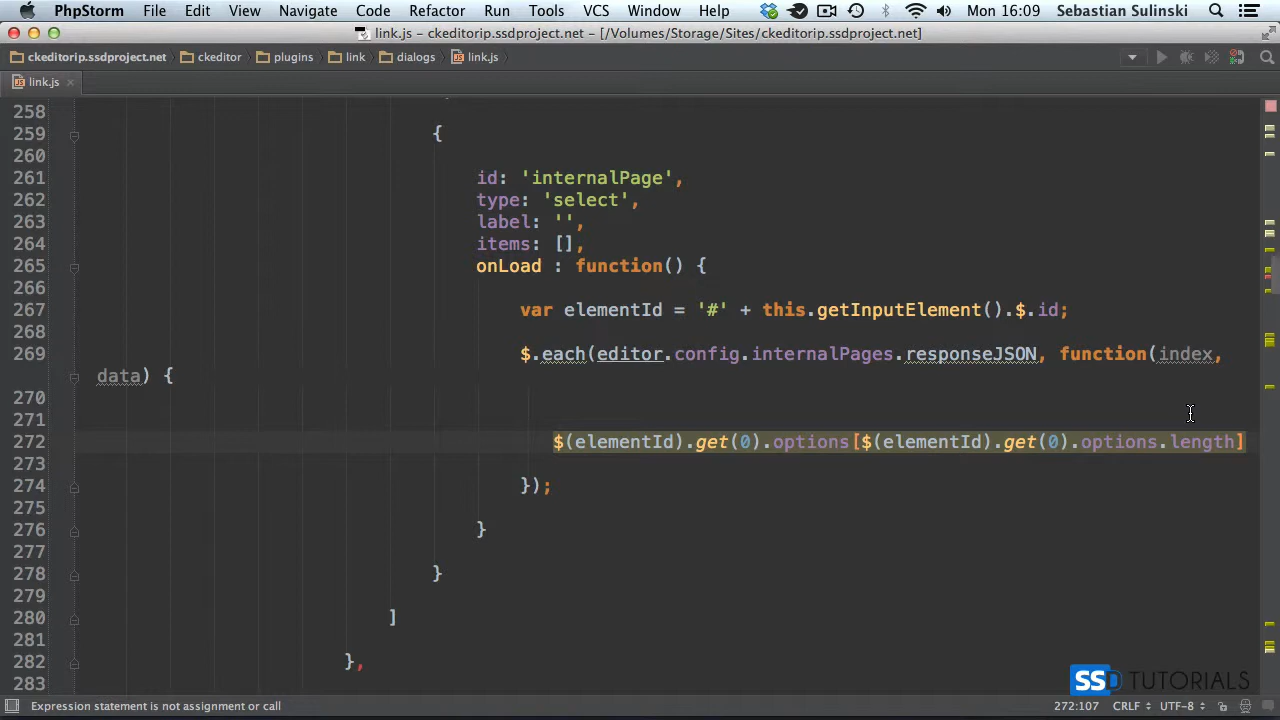 PhpStorm File Edit View Navigate Code Refactor Run Tools VCS Window Help Mon 16:09 Sebastian Sulinski
link.js – ckeditorip.ssdproject.net – [/Volumes/Storage/Sites/ckeditorip.ssdproject.net]
ckeditorip.ssdproject.net ckeditor plugins link dialogs link.js
link.js
258
259 {
260
261 id: 'internalPage',
262 type: 'select',
263 label: '',
264 items: [],
265 onLoad : function() {
266
267 var elementId = '#' + this.getInputElement().$.id;
268
269 $.each(editor.config.internalPages.responseJSON, function(index,
data) {
270
271
272 $(elementId).get(0).options[$(elementId).get(0).options.length]
273
274 });
275
276 }
277
278 }
279
280 ]
281
282 },
283
SSDTUTORIALS
Expression statement is not assignment or call 272:107 CRLF UTF-8